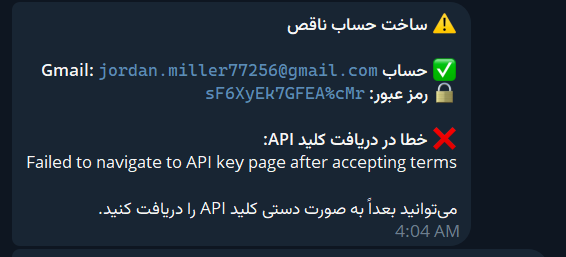 ⚠️ ساخت حساب ناقص
✅ حساب Gmail: jordan.miller77256@gmail.com
🔒 رمز عبور: sF6XyEk7GFEA%cMr
❌ خطا در دریافت کلید API:
Failed to navigate to API key page after accepting terms
می‌توانید بعداً به صورت دستی کلید API را دریافت کنید.
4:04 AM